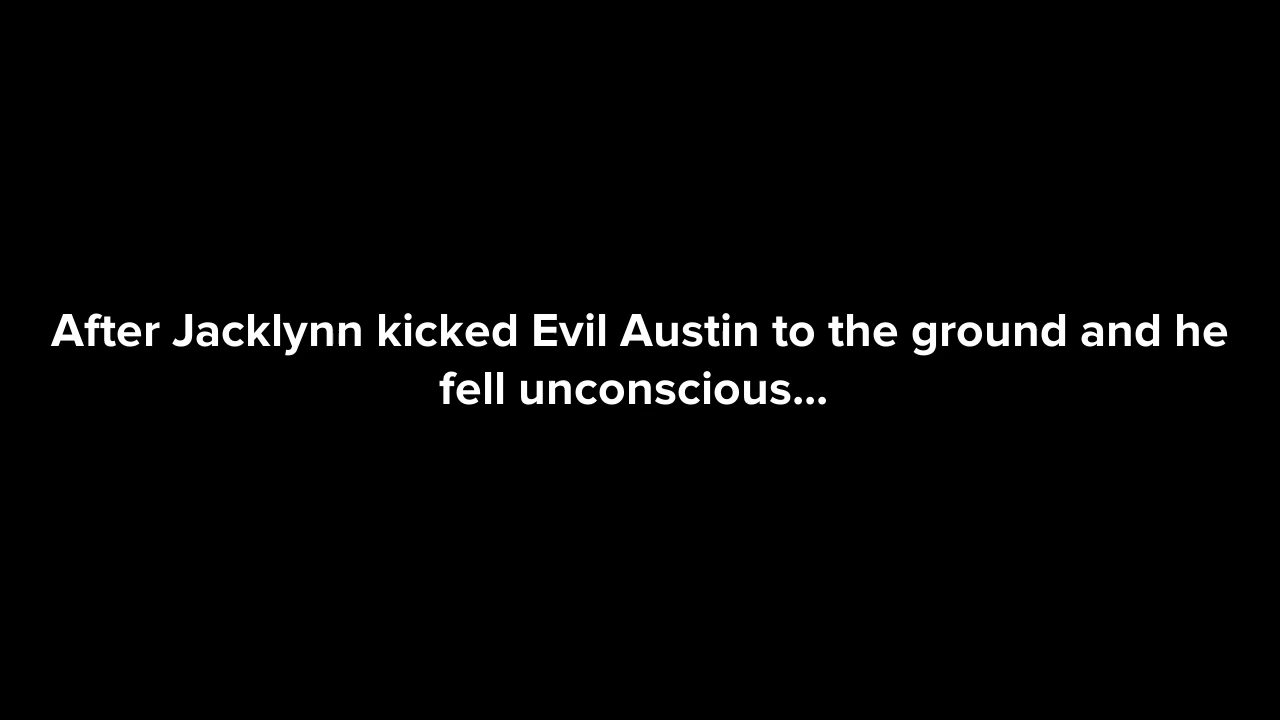 After Jacklynn kicked Evil Austin to the ground and he
fell unconscious...